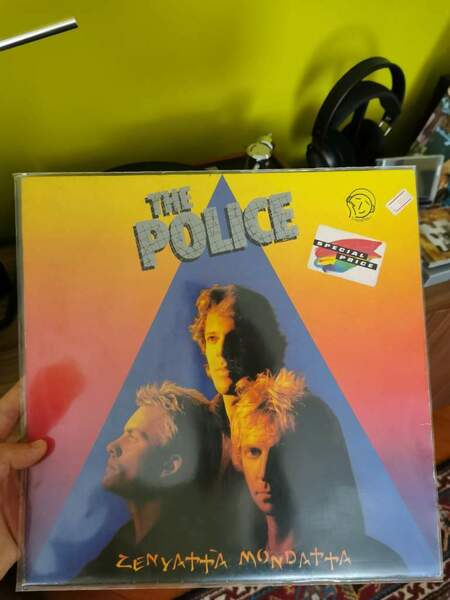 THE
POLICE
SPECIAL
PRICE
ZENYATTA MONDATTA